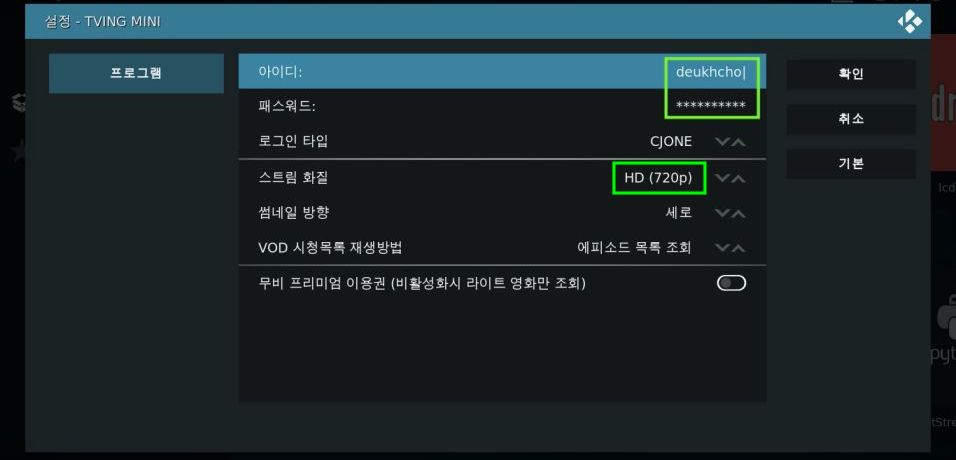 설정 - TVING MINI
프로그램
아이디: deukhcho
패스워드: **********
로그인 타입 CJONE
스트림 화질 HD (720p)
썸네일 방향 세로
VOD 시청목록 재생방법 에피소드 목록 조회
무비 프리미엄 이용권 (비활성화시 라이트 영화만 조회)
확인
취소
기본